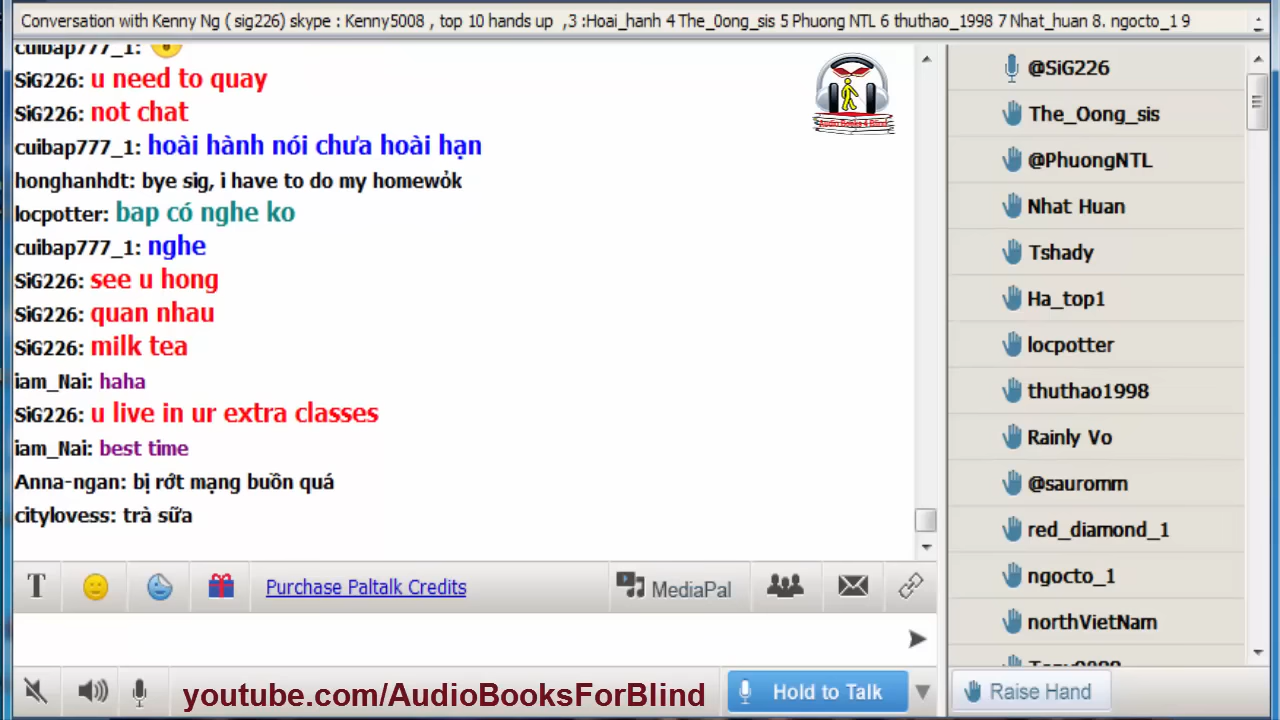 Conversation with Kenny Ng ( sig226) skype : Kenny5008 , top 10 hands up ,3 :Hoai_hanh 4 The_0ong_sis 5 Phuong NTL 6 thuthao_1998 7 Nhat_huan 8. ngocto_1 9
cuibap777_1:
SiG226: u need to quay
SiG226: not chat
cuibap777_1: hoài hành nói chưa hoài hạn
honghanhdt: bye sig, i have to do my homewỏk
locpotter: bap có nghe ko
cuibap777_1: nghe
SiG226: see u hong
SiG226: quan nhau
SiG226: milk tea
iam_Nai: haha
SiG226: u live in ur extra classes
iam_Nai: best time
Anna-ngan: bị rớt mạng buồn quá
citylovess: trà sữa
Audio Books 4 Blind
@SiG226
The_Oong_sis
@PhuongNTL
Nhat Huan
Tshady
Ha_top1
locpotter
thuthao1998
Rainly Vo
@sauromm
red_diamond_1
ngocto_1
northVietNam
T
Purchase Paltalk Credits
MediaPal
youtube.com/AudioBooksForBlind
Hold to Talk
Raise Hand